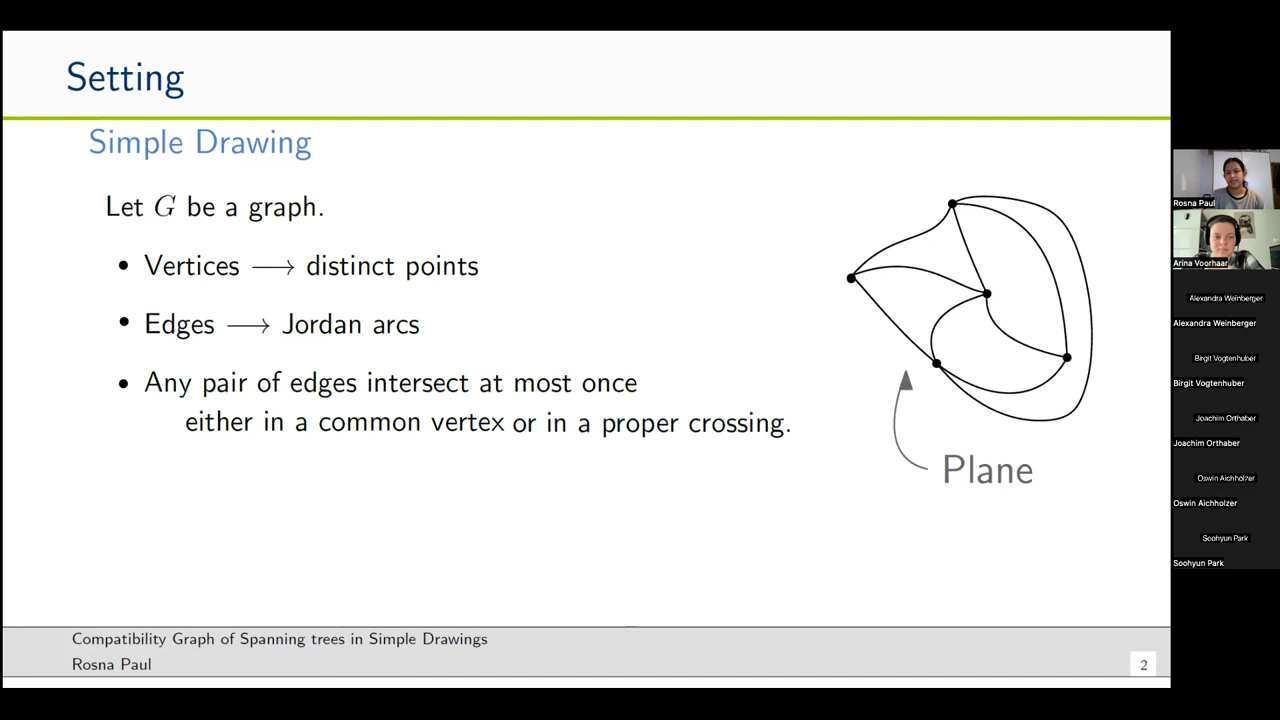 Setting
Simple Drawing
Let G be a graph.
• Vertices ⟶ distinct points
• Edges ⟶ Jordan arcs
• Any pair of edges intersect at most once
either in a common vertex or in a proper crossing.
Plane
Compatibility Graph of Spanning trees in Simple Drawings
Rosna Paul
2
Rosna Paul
Arina Voorhaar
Alexandra Weinberger
Alexandra Weinberger
Birgit Vogtenhuber
Birgit Vogtenhuber
Joachim Orthaber
Joachim Orthaber
Oswin Aichholzer
Oswin Aichholzer
Soohyun Park
Soohyun Park